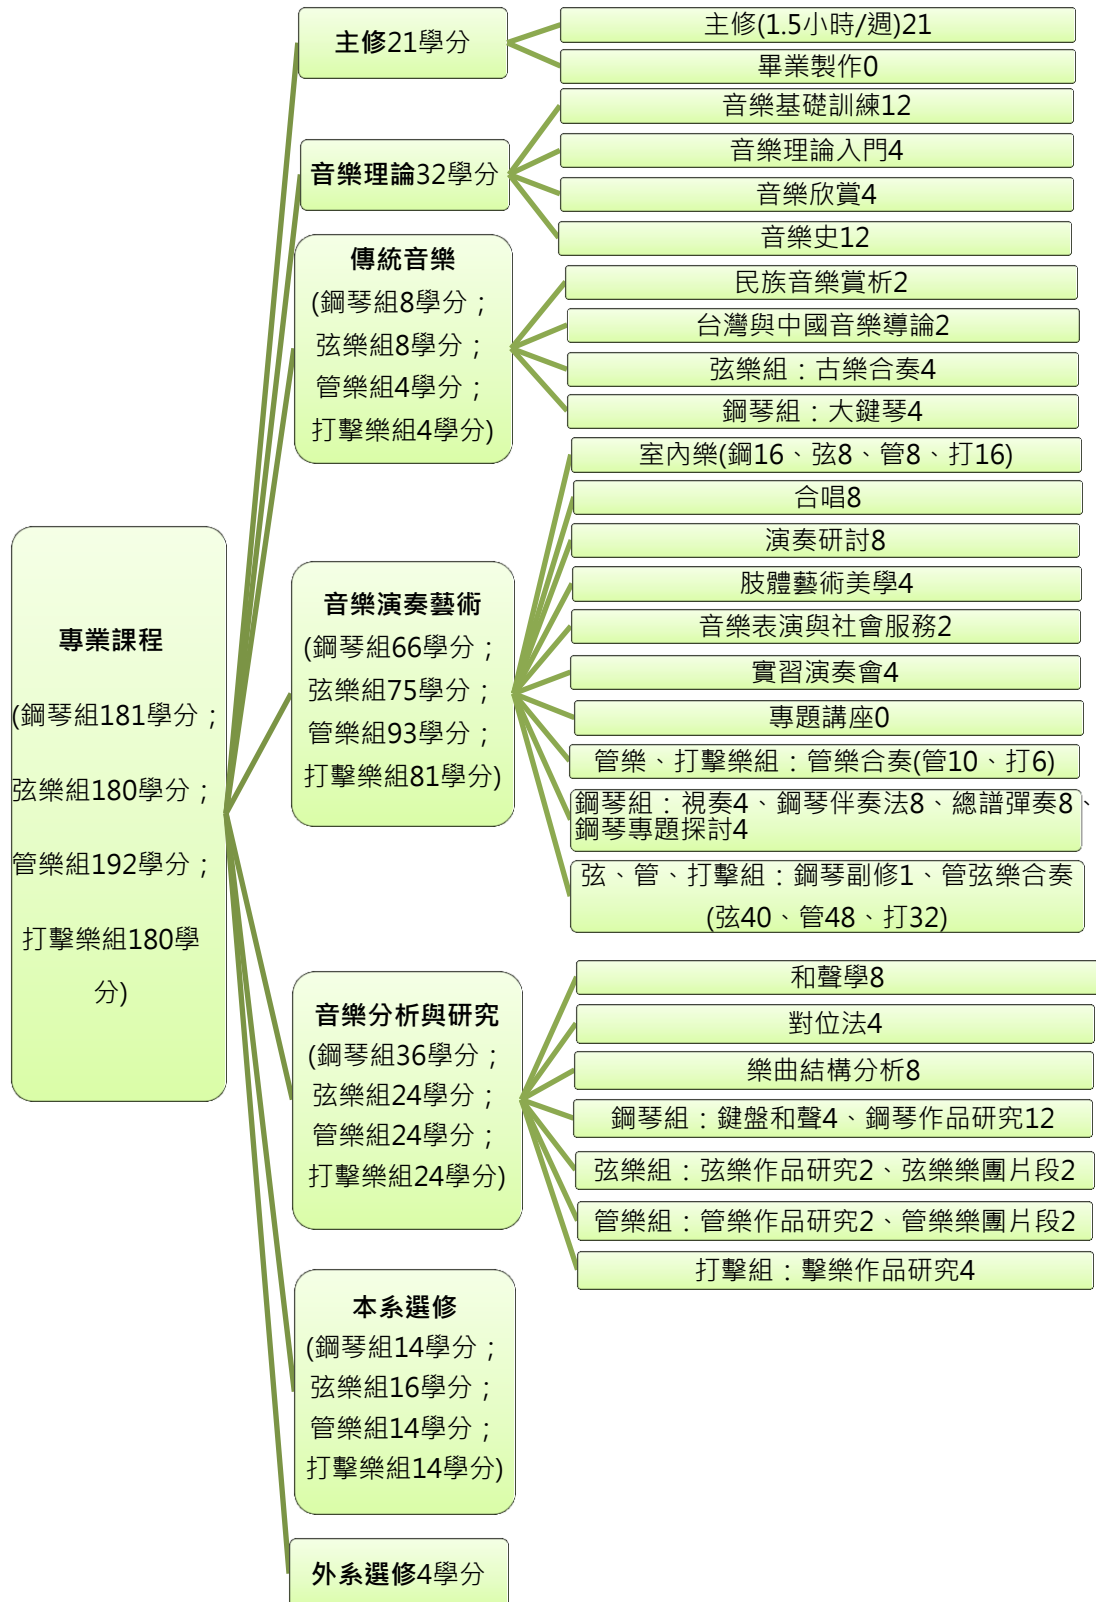 專業課程
(鋼琴組181學分；
弦樂組180學分；
管樂組192學分；
打擊樂組180學
分)
主修21學分
主修(1.5小時/週)21
畢業製作0
音樂理論32學分
音樂基礎訓練12
音樂理論入門4
音樂欣賞4
音樂史12
傳統音樂
(鋼琴組8學分；
弦樂組8學分；
管樂組4學分；
打擊樂組4學分)
民族音樂賞析2
台灣與中國音樂導論2
弦樂組：古樂合奏4
鋼琴組：大鍵琴4
音樂演奏藝術
(鋼琴組66學分；
弦樂組75學分；
管樂組93學分；
打擊樂組81學分)
室內樂(鋼16、弦8、管8、打16)
合唱8
演奏研討8
肢體藝術美學4
音樂表演與社會服務2
實習演奏會4
專題講座0
管樂、打擊樂組：管樂合奏(管10、打6)
鋼琴組：視奏4、鋼琴伴奏法8、總譜彈奏8、
鋼琴專題探討4
弦、管、打擊組：鋼琴副修1、管弦樂合奏
(弦40、管48、打32)
音樂分析與研究
(鋼琴組36學分；
弦樂組24學分；
管樂組24學分；
打擊樂組24學分)
和聲學8
對位法4
樂曲結構分析8
鋼琴組：鍵盤和聲4、鋼琴作品研究12
弦樂組：弦樂作品研究2、弦樂樂團片段2
管樂組：管樂作品研究2、管樂樂團片段2
打擊組：擊樂作品研究4
本系選修
(鋼琴組14學分；
弦樂組16學分；
管樂組14學分；
打擊樂組14學分)
外系選修4學分